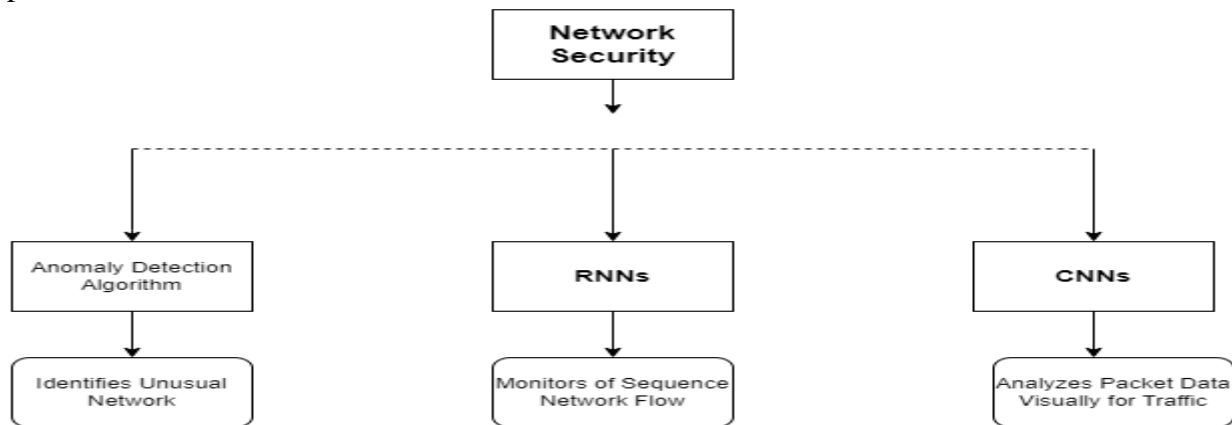 Network
Security
Anomaly Detection
Algorithm
RNNs
CNNs
Identifies Unusual
Network
Monitors of Sequence
Network Flow
Analyzes Packet Data
Visually for Traffic